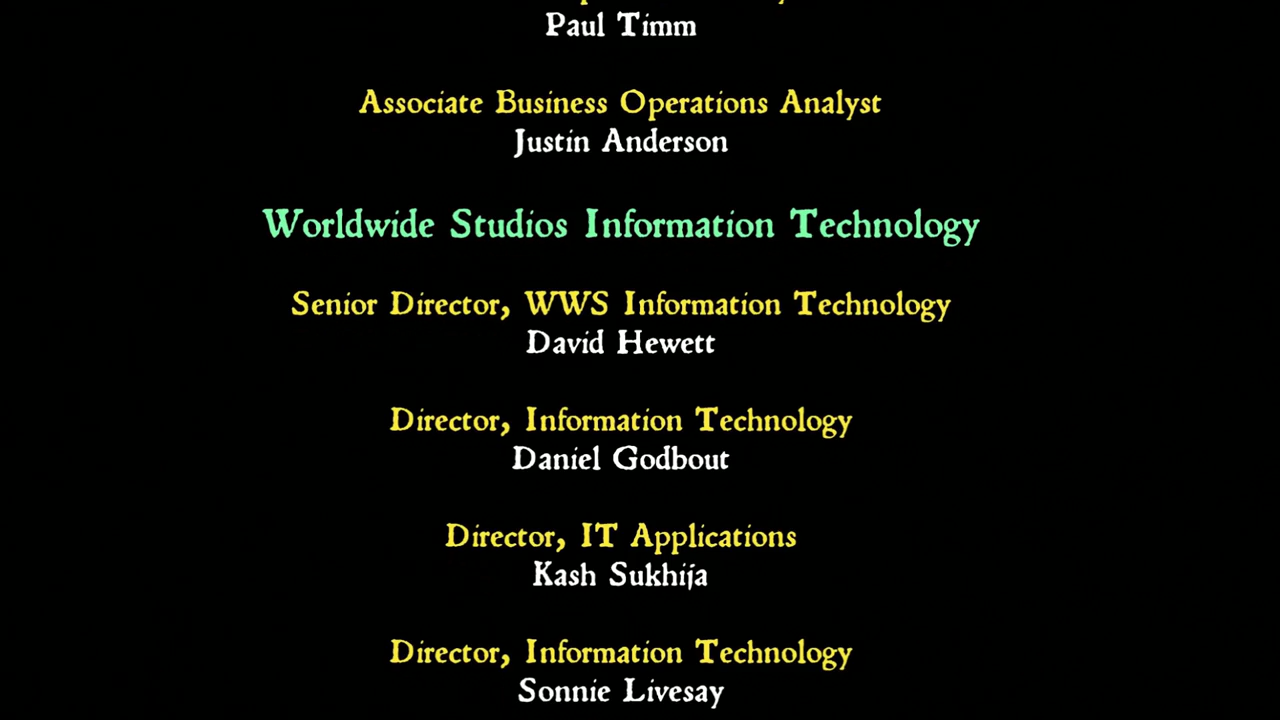 Paul Timm
Associate Business Operations Analyst
Justin Anderson
Worldwide Studios Information Technology
Senior Director, WWS Information Technology
David Hewett
Director, Information Technology
Daniel Godbout
Director, IT Applications
Kash Sukhija
Director, Information Technology
Sonnie Livesay